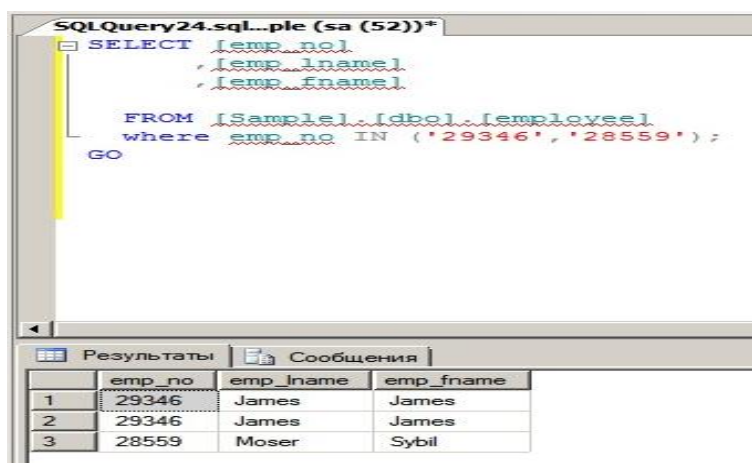 SQLQuery24.sql...ple (sa (52))*
SELECT [emp_no]
,[emp_lname]
,[emp_fname]
FROM [Sample].[dbo].[employee]
where emp_no IN ('29346','28559');
GO
Результаты Сообщения
emp_no emp_lname emp_fname
1 29346 James James
2 29346 James James
3 28559 Moser Sybil